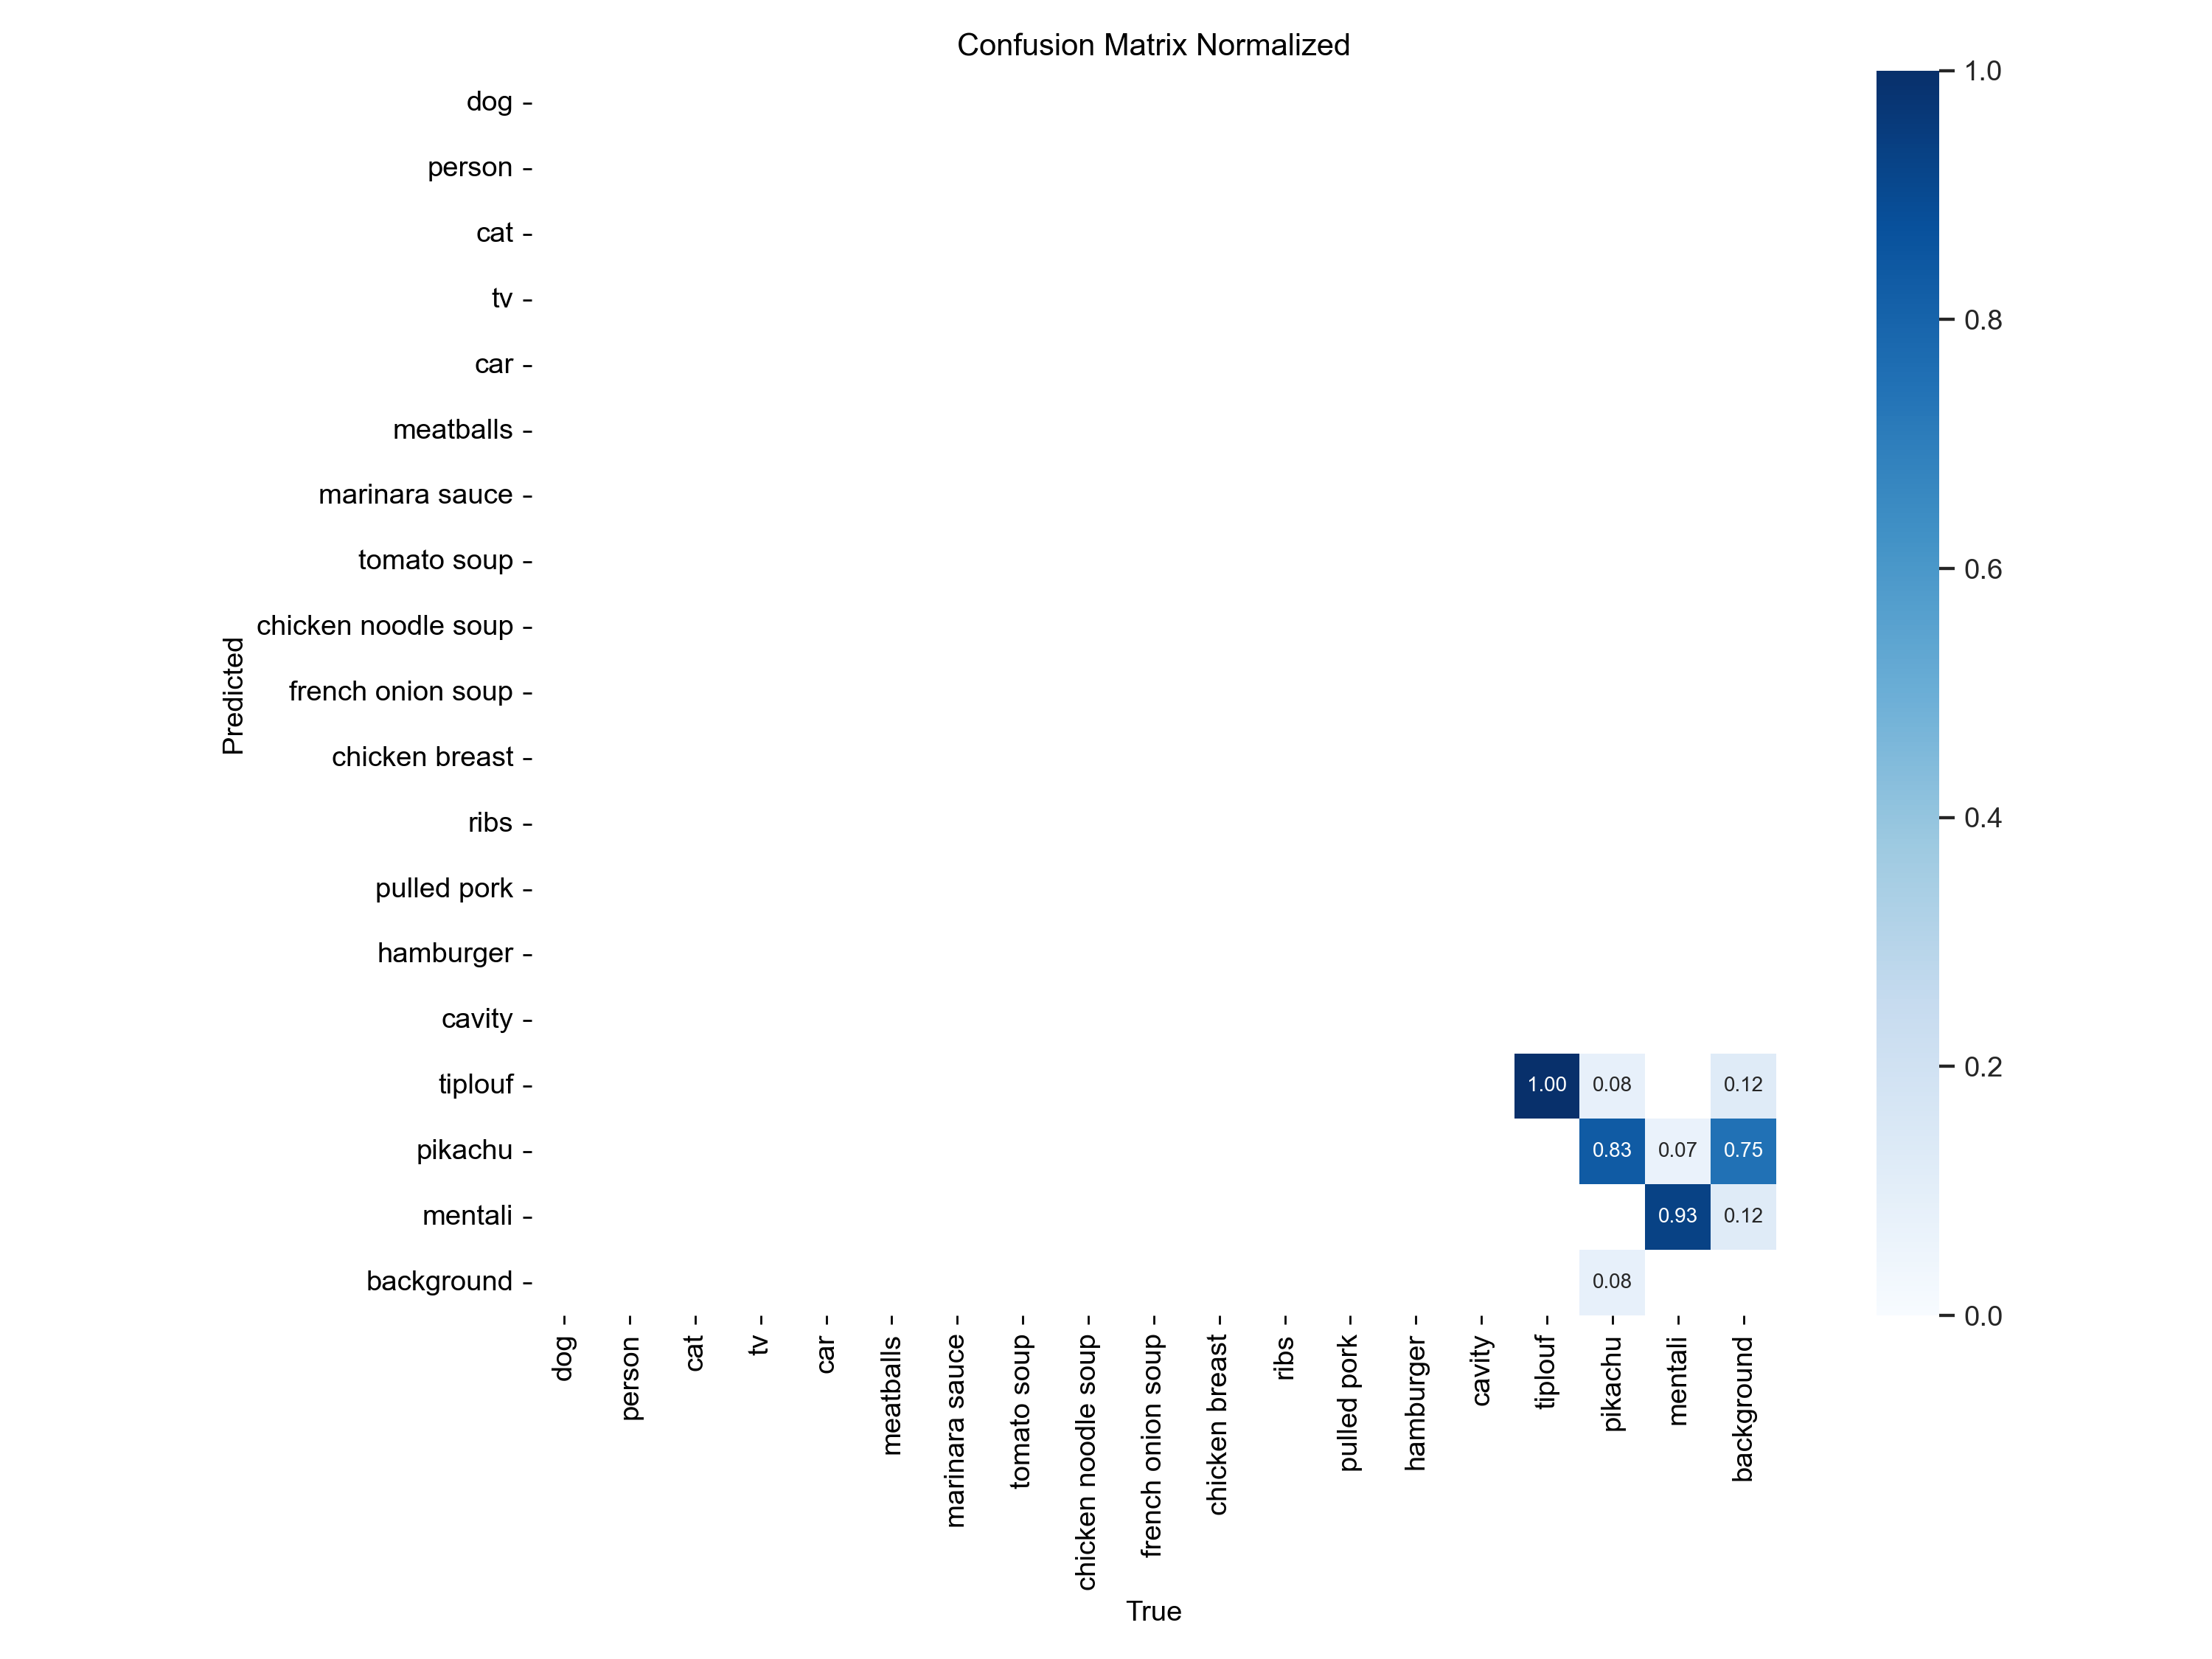 Confusion Matrix Normalized
dog
person
cat
tv
car
meatballs
marinara sauce
tomato soup
chicken noodle soup
french onion soup
chicken breast
ribs
pulled pork
hamburger
cavity
tiplouf
pikachu
mentali
background
Predicted
1.00 0.08 0.12
0.83 0.07 0.75
0.93 0.12
0.08
dog
person
cat
tv
car
meatballs
marinara sauce
tomato soup
chicken noodle soup
french onion soup
chicken breast
ribs
pulled pork
hamburger
cavity
tiplouf
pikachu
mentali
background
True
1.0
0.8
0.6
0.4
0.2
0.0